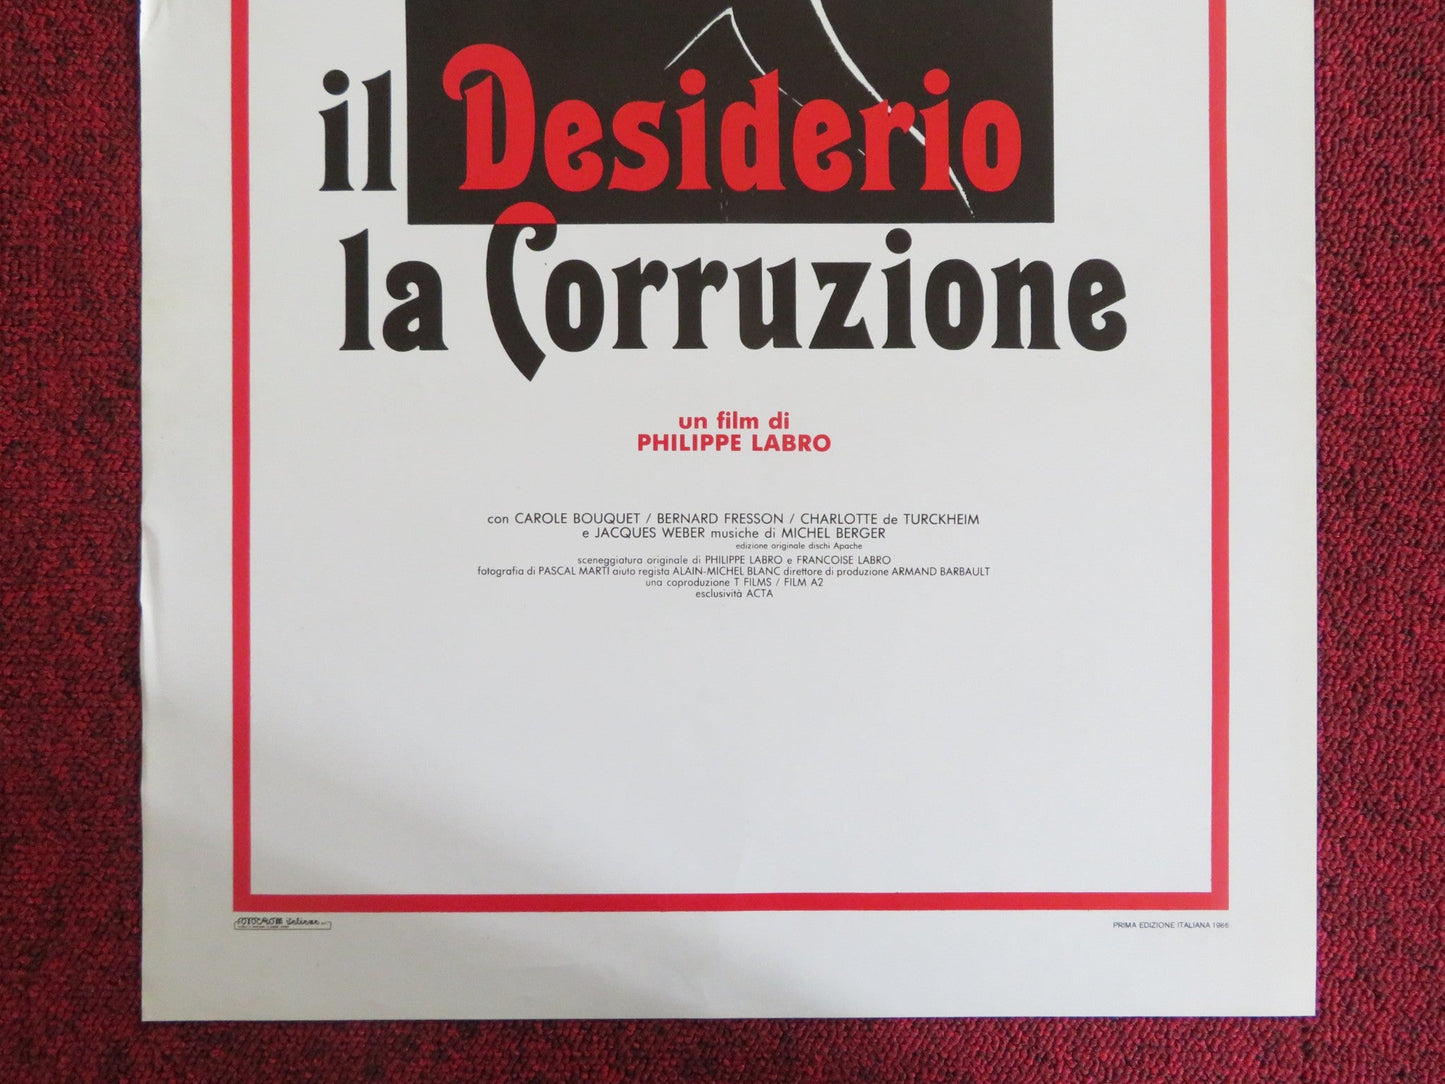 il Desiderio
la Corruzione
un film di
PHILIPPE LABRO
con CAROLE BOUQUET / BERNARD FRESSON / CHARLOTTE de TURCKHEIM
e JACQUES WEBER musiche di MICHEL BERGER
edizione originale dischi Apache
sceneggiatura originale di PHILIPPE LABRO e FRANCOISE LABRO
fotografia di PASCAL MARTI aiuto regista ALAIN-MICHEL BLANC direttore di produzione ARMAND BARBAULT
una coproduzione T FILMS / FILM A2
esclusività ACTA
PRIMA EDIZIONE ITALIANA 1986